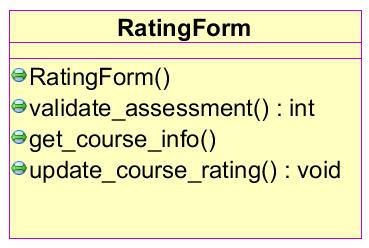 RatingForm
RatingForm()
validate_assessment() : int
get_course_info()
update_course_rating() : void